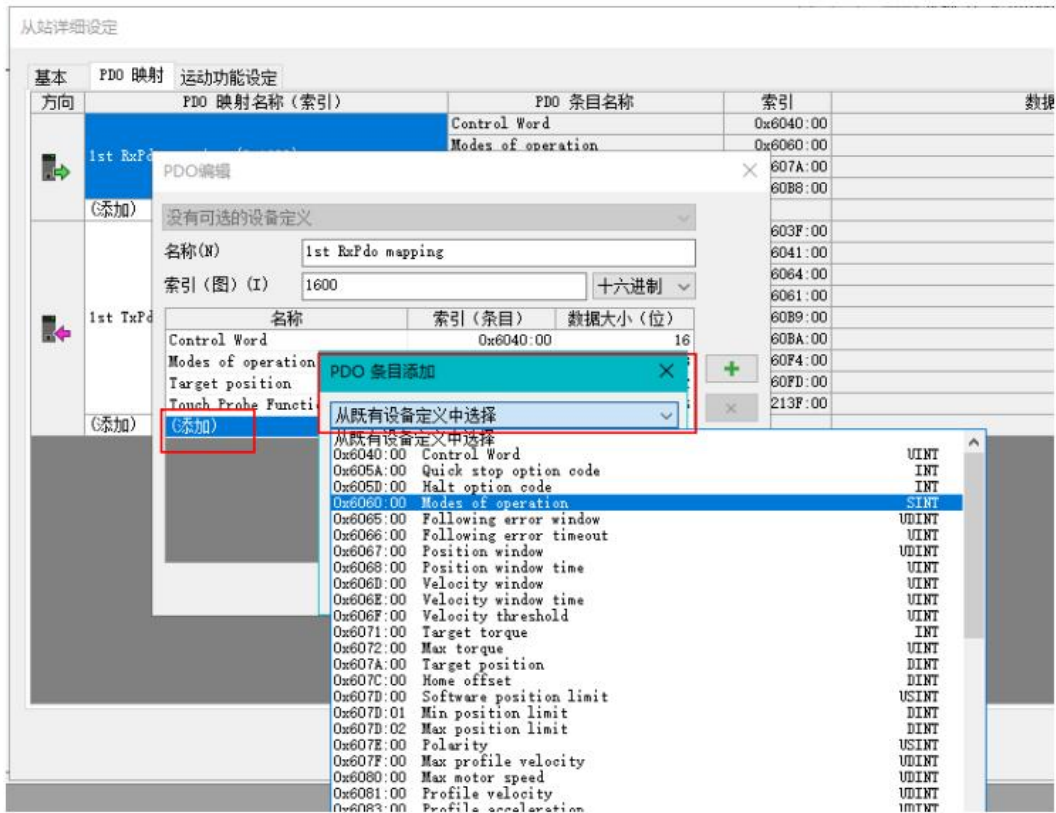 从站详细设定
基本 PDO 映射 运动功能设定
方向 PDO 映射名称（索引） PDO 条目名称 索引 数据
Control Word 0x6040:00
Modes of operation 0x6060:00
1st RxPd
607A:00
60B8:00
(添加)
603F:00
6041:00
6064:00
6061:00
1st TxPd 60B9:00
60BA:00
60F4:00
60FD:00
213F:00
(添加)
PDO编辑
没有可选的设备定义
名称(N) 1st RxPdo mapping
索引（图）(I) 1600 十六进制
名称 索引（条目） 数据大小（位）
Control Word 0x6040:00 16
Modes of operation
Target position
Touch Probe Functi
(添加)
PDO 条目添加
从既有设备定义中选择
从既有设备定义中选择
0x6040:00 Control Word UINT
0x605A:00 Quick stop option code INT
0x605D:00 Halt option code INT
0x6060:00 Modes of operation SINT
0x6065:00 Following error window UDINT
0x6066:00 Following error timeout UINT
0x6067:00 Position window UDINT
0x6068:00 Position window time UINT
0x606D:00 Velocity window UINT
0x606E:00 Velocity window time UINT
0x606F:00 Velocity threshold UINT
0x6071:00 Target torque INT
0x6072:00 Max torque UINT
0x607A:00 Target position DINT
0x607C:00 Home offset DINT
0x607D:00 Software position limit USINT
0x607D:01 Min position limit DINT
0x607D:02 Max position limit DINT
0x607E:00 Polarity USINT
0x607F:00 Max profile velocity UDINT
0x6080:00 Max motor speed UDINT
0x6081:00 Profile velocity UDINT
0x6083:00 Profile acceleration UDINT